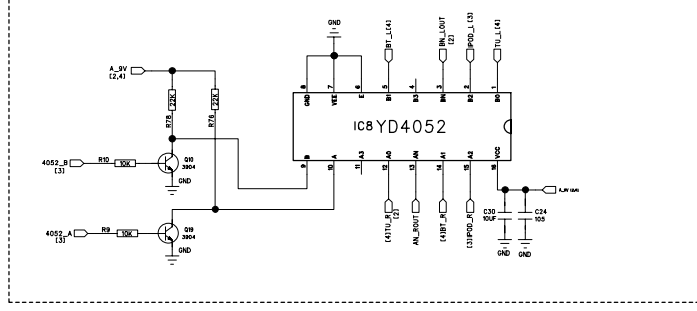 GND
BT_L[4]
BN_LOUT
[2]
IPOD_L[3]
TU_L[4]
A_9V
[2,4]
8
7
6
5
4
3
2
1
GND
VEE
E
B1
B3
BN
B2
B0
22K
22K
R78
R76
IC8 YD4052
4052_B
[3]
R10
10K
Q10
3904
GND
B
A
A3
A0
AN
A1
A2
VCC
9
10
11
12
13
14
15
16
4052_A
[3]
R9
10K
Q19
3904
GND
[4]TU_R
[2]
AN_ROUT
[4]BT_R
[3]IPOD_R
C30
10UF
C24
105
GND
GND